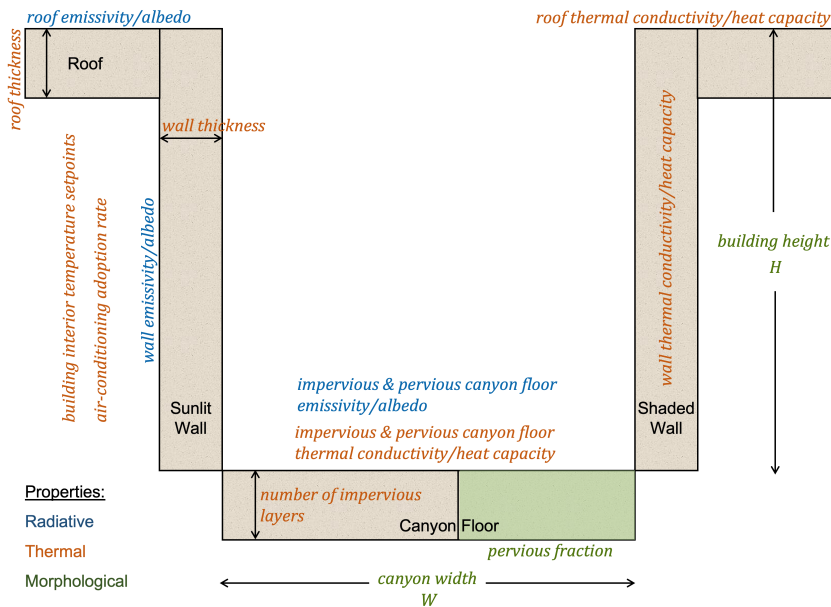 roof emissivity/albedo
roof thermal conductivity/heat capacity
roof thickness
Roof
wall thickness
building interior temperature setpoints
air-conditioning adoption rate
wall emissivity/albedo
wall thermal conductivity/heat capacity
building height
H
impervious & pervious canyon floor
emissivity/albedo
impervious & pervious canyon floor
thermal conductivity/heat capacity
Sunlit
Wall
Shaded
Wall
number of impervious
layers
Canyon Floor
pervious fraction
canyon width
W
Properties:
Radiative
Thermal
Morphological